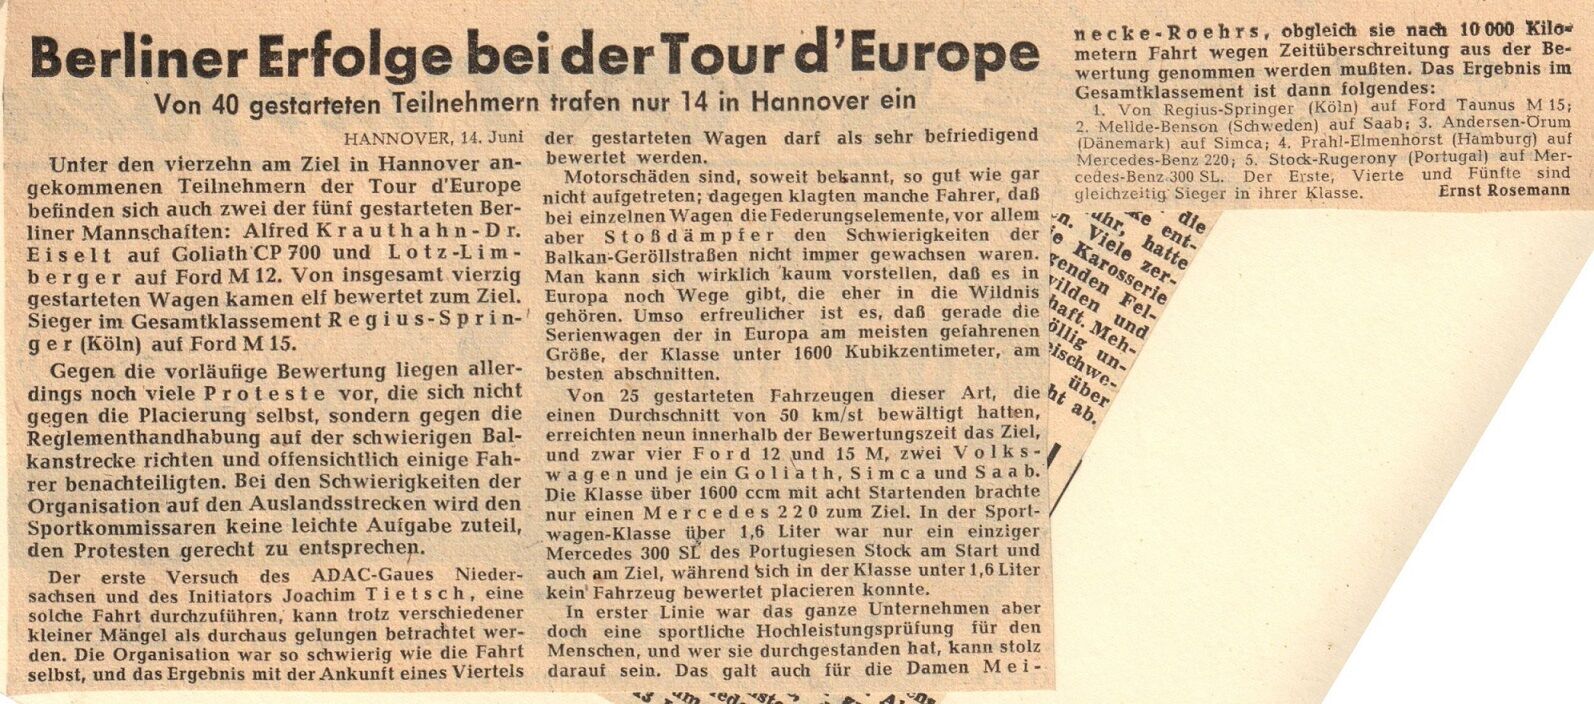 Berliner Erfolge bei der Tour d'Europe
Von 40 gestarteten Teilnehmern trafen nur 14 in Hannover ein
HANNOVER, 14. Juni
Unter den vierzehn am Ziel in Hannover an-
gekommenen Teilnehmern der Tour d'Europe
befinden sich auch zwei der fünf gestarteten Ber-
liner Mannschaften: Alfred Krauthahn-Dr.
Eiselt auf Goliath CP 700 und Lotz-Lim-
berger auf Ford M 12. Von insgesamt vierzig
gestarteten Wagen kamen elf bewertet zum Ziel.
Sieger im Gesamtklassement Regius-Sprin-
ger (Köln) auf Ford M 15.
Gegen die vorläufige Bewertung liegen aller-
dings noch viele Proteste vor, die sich nicht
gegen die Placierung selbst, sondern gegen die
Reglementhandhabung auf der schwierigen Bal-
kanstrecke richten und offensichtlich einige Fah-
rer benachteiligten. Bei den Schwierigkeiten der
Organisation auf den Auslandsstrecken wird den
Sportkommissaren keine leichte Aufgabe zuteil,
den Protesten gerecht zu entsprechen.
Der erste Versuch des ADAC-Gaues Nieder-
sachsen und des Initiators Joachim Tietsch, eine
solche Fahrt durchzuführen, kann trotz verschiedener
kleiner Mängel als durchaus gelungen betrachtet wer-
den. Die Organisation war so schwierig wie die Fahrt
selbst, und das Ergebnis mit der Ankunft eines Viertels
der gestarteten Wagen darf als sehr befriedigend
bewertet werden.
Motorschäden sind, soweit bekannt, so gut wie gar
nicht aufgetreten; dagegen klagten manche Fahrer, daß
bei einzelnen Wagen die Federungselemente, vor allem
aber Stoßdämpfer den Schwierigkeiten der
Balkan-Geröllstraßen nicht immer gewachsen waren.
Man kann sich wirklich kaum vorstellen, daß es in
Europa noch Wege gibt, die eher in die Wildnis
gehören. Umso erfreulicher ist es, daß gerade die
Serienwagen der in Europa am meisten gefahrenen
Größe, der Klasse unter 1600 Kubikzentimeter, am
besten abschnitten.
Von 25 gestarteten Fahrzeugen dieser Art, die
einen Durchschnitt von 50 km/st bewältigt hatten,
erreichten neun innerhalb der Bewertungszeit das Ziel,
und zwar vier Ford 12 und 15 M, zwei Volks-
wagen und je ein Goliath, Simca und Saab.
Die Klasse über 1600 ccm mit acht Startenden brachte
nur einen Mercedes 220 zum Ziel. In der Sport-
wagen-Klasse über 1,6 Liter war nur ein einziger
Mercedes 300 SL des Portugiesen Stock am Start und
auch am Ziel, während sich in der Klasse unter 1,6 Liter
kein Fahrzeug bewertet placieren konnte.
In erster Linie war das ganze Unternehmen aber
doch eine sportliche Hochleistungsprüfung für den
Menschen, und wer sie durchgestanden hat, kann stolz
darauf sein. Das galt auch für die Damen Mei-
necke-Roehrs, obgleich sie nach 10 000 Kilo-
metern Fahrt wegen Zeitüberschreitung aus der Be-
wertung genommen werden mußten. Das Ergebnis im
Gesamtklassement ist dann folgendes:
1. Von Regius-Springer (Köln) auf Ford Taunus M 15;
2. Mellde-Benson (Schweden) auf Saab; 3. Andersen-Örum
(Dänemark) auf Simca; 4. Prahl-Elmenhorst (Hamburg) auf
Mercedes-Benz 220; 5. Stock-Rugerony (Portugal) auf Mer-
cedes-Benz 300 SL. Der Erste, Vierte und Fünfte sind
gleichzeitig Sieger in ihrer Klasse. Ernst Rosemann
die
ke ent-
uhr, hatte
n. Viele zer-
e Karosserie
genden Fel-
wilden und
haft. Meh-
öllig un-
eischwe-
über
ht ab.